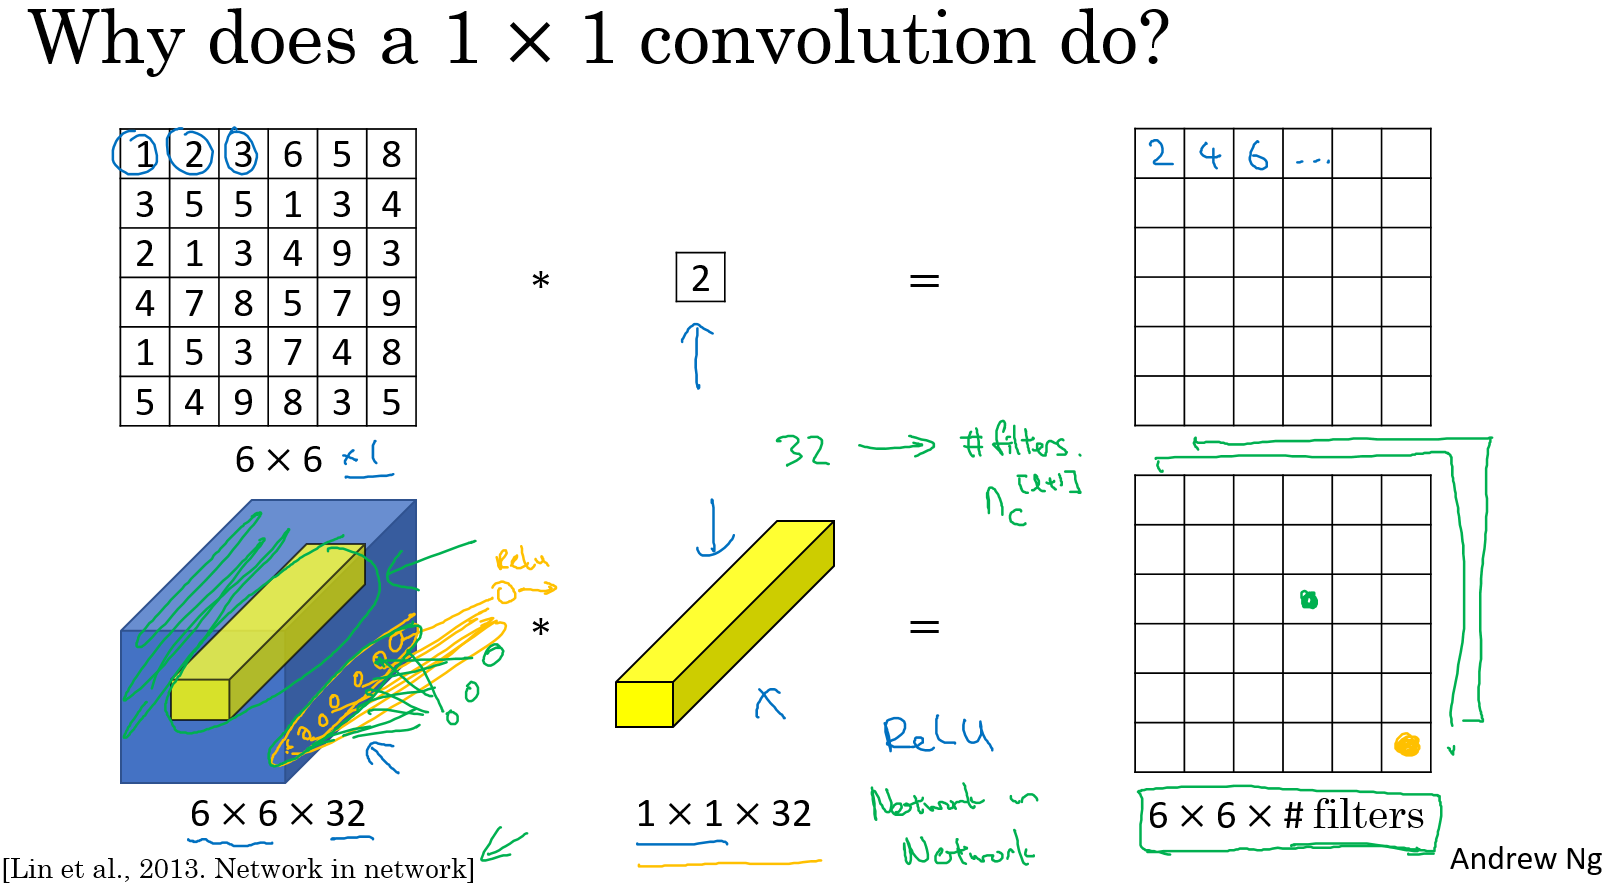 Why does a 1 × 1 convolution do?
1 2 3 6 5 8
3 5 5 1 3 4
2 1 3 4 9 3
4 7 8 5 7 9
1 5 3 7 4 8
5 4 9 8 3 5
6 × 6 × 1
*
2
=
2 4 6 ...
32 → # filters.
n_c^[l+1]
ReLU
*
=
ReLU
Network in
Network
6 × 6 × 32
1 × 1 × 32
6 × 6 × # filters
[Lin et al., 2013. Network in network]
Andrew Ng